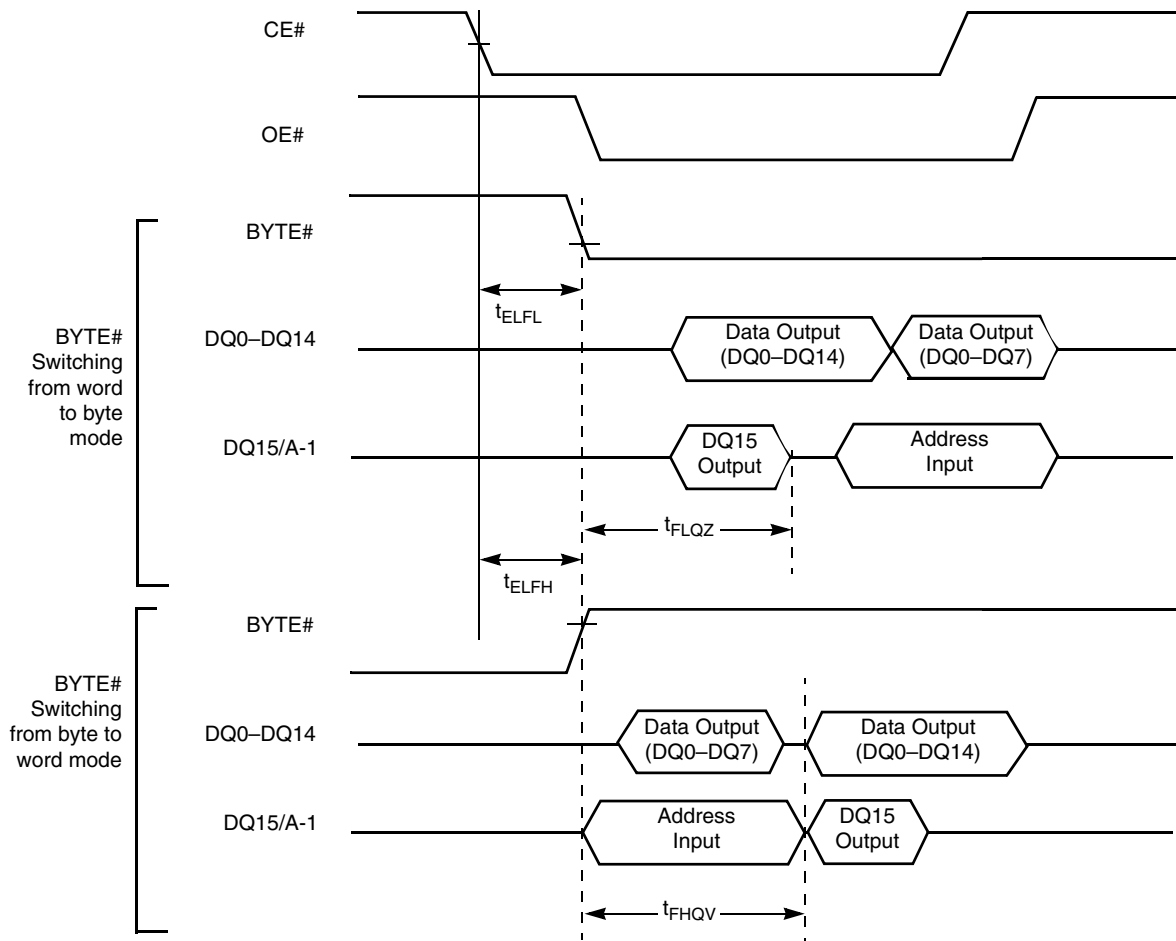 CE#
OE#
BYTE#
tELFL
BYTE#
Switching
from word
to byte
mode
DQ0–DQ14
Data Output
(DQ0–DQ14)
Data Output
(DQ0–DQ7)
DQ15/A-1
DQ15
Output
Address
Input
tFLQZ
tELFH
BYTE#
BYTE#
Switching
from byte to
word mode
DQ0–DQ14
Data Output
(DQ0–DQ7)
Data Output
(DQ0–DQ14)
DQ15/A-1
Address
Input
DQ15
Output
tFHQV